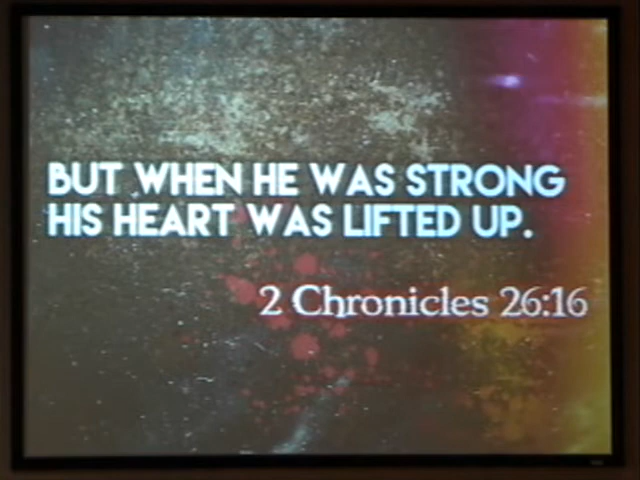 BUT WHEN HE WAS STRONG
HIS HEART WAS LIFTED UP.
2 Chronicles 26:16